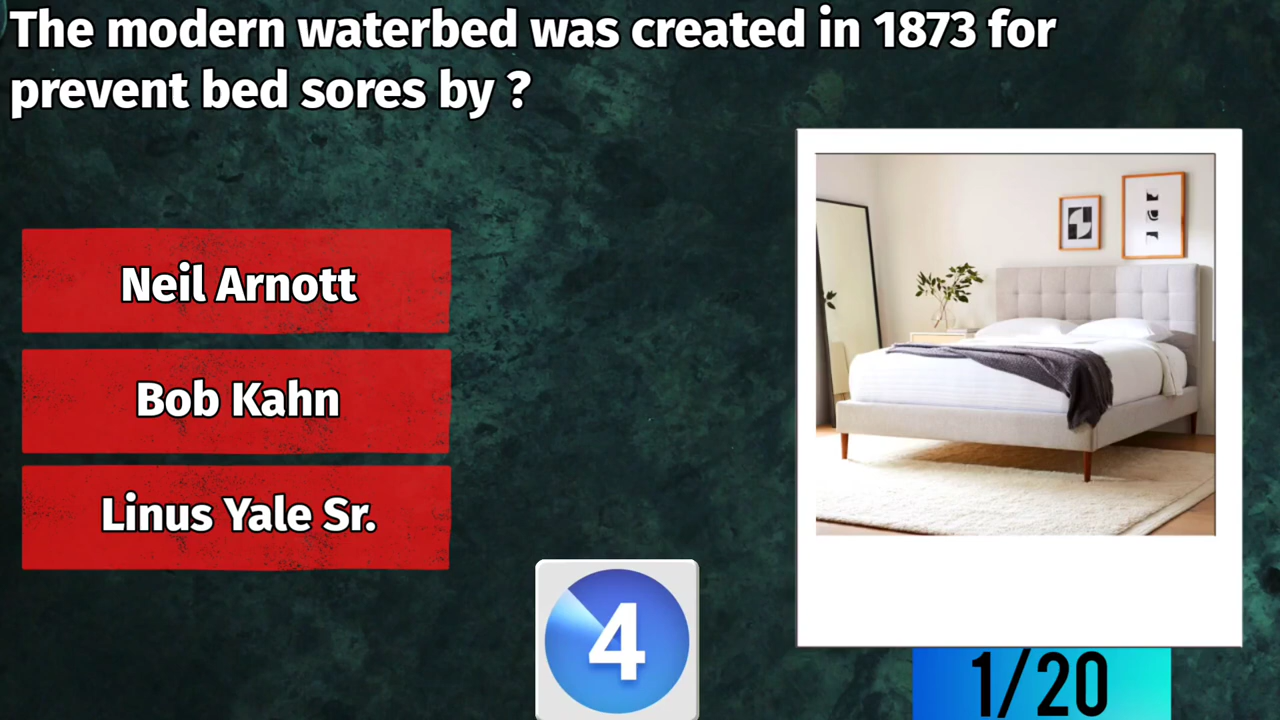 The modern waterbed was created in 1873 for
prevent bed sores by ?
Neil Arnott
Bob Kahn
Linus Yale Sr.
4
1/20